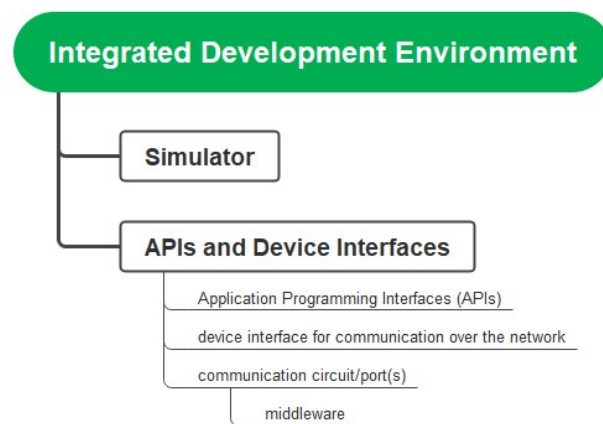 Integrated Development Environment
Simulator
APIs and Device Interfaces
Application Programming Interfaces (APIs)
device interface for communication over the network
communication circuit/port(s)
middleware